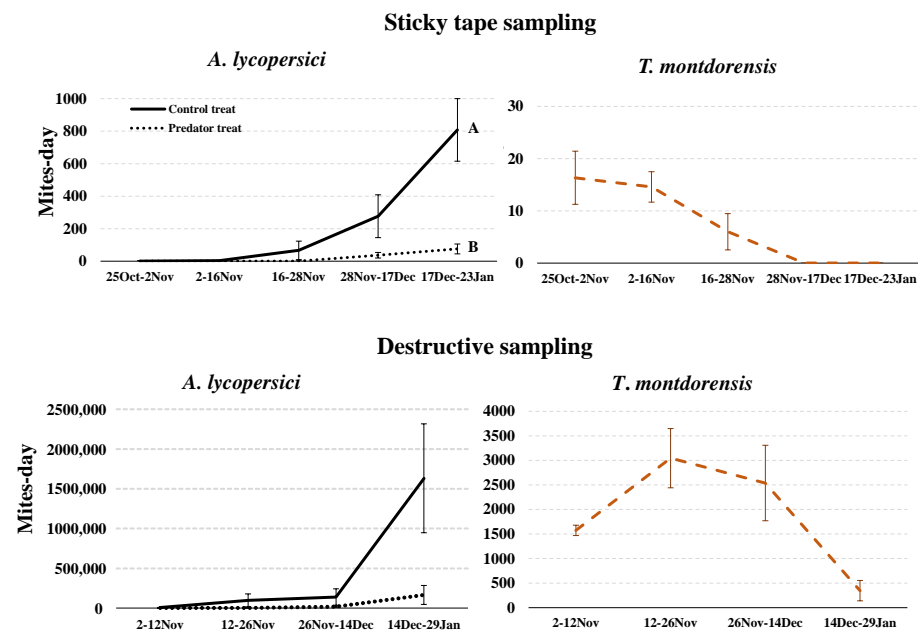 Sticky tape sampling
A. lycopersici
T. montdorensis
Mites-day
1000
800
600
400
200
0
Control treat
Predator treat
A
B
25Oct-2Nov 2-16Nov 16-28Nov 28Nov-17Dec 17Dec-23Jan
30
20
10
0
25Oct-2Nov 2-16Nov 16-28Nov 28Nov-17Dec 17Dec-23Jan
Destructive sampling
A. lycopersici
T. montdorensis
Mites-day
2500,000
2000,000
1500,000
1000,000
500,000
0
2-12Nov 12-26Nov 26Nov-14Dec 14Dec-29Jan
4000
3500
3000
2500
2000
1500
1000
500
0
2-12Nov 12-26Nov 26Nov-14Dec 14Dec-29Jan